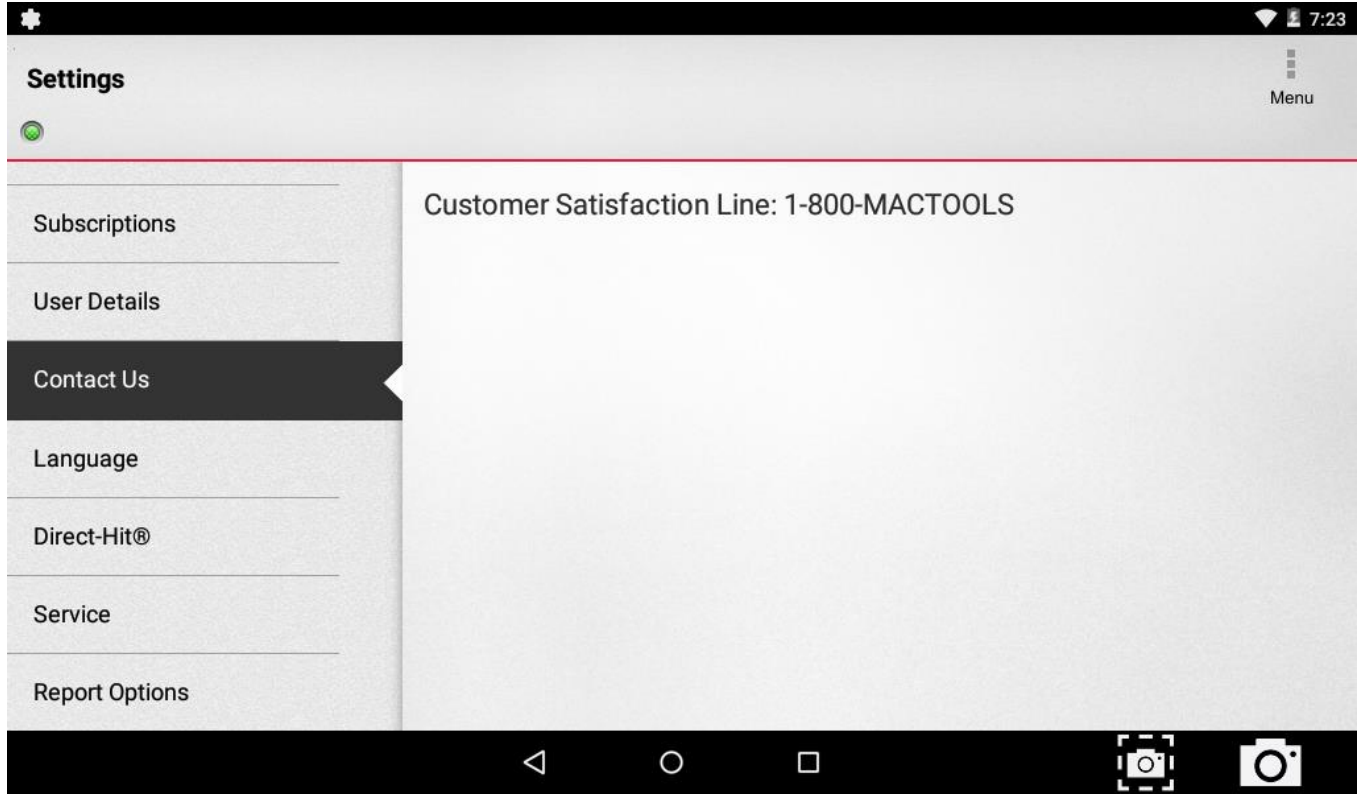 7:23
Settings
Menu
Subscriptions
Customer Satisfaction Line: 1-800-MACTOOLS
User Details
Contact Us
Language
Direct-Hit®
Service
Report Options